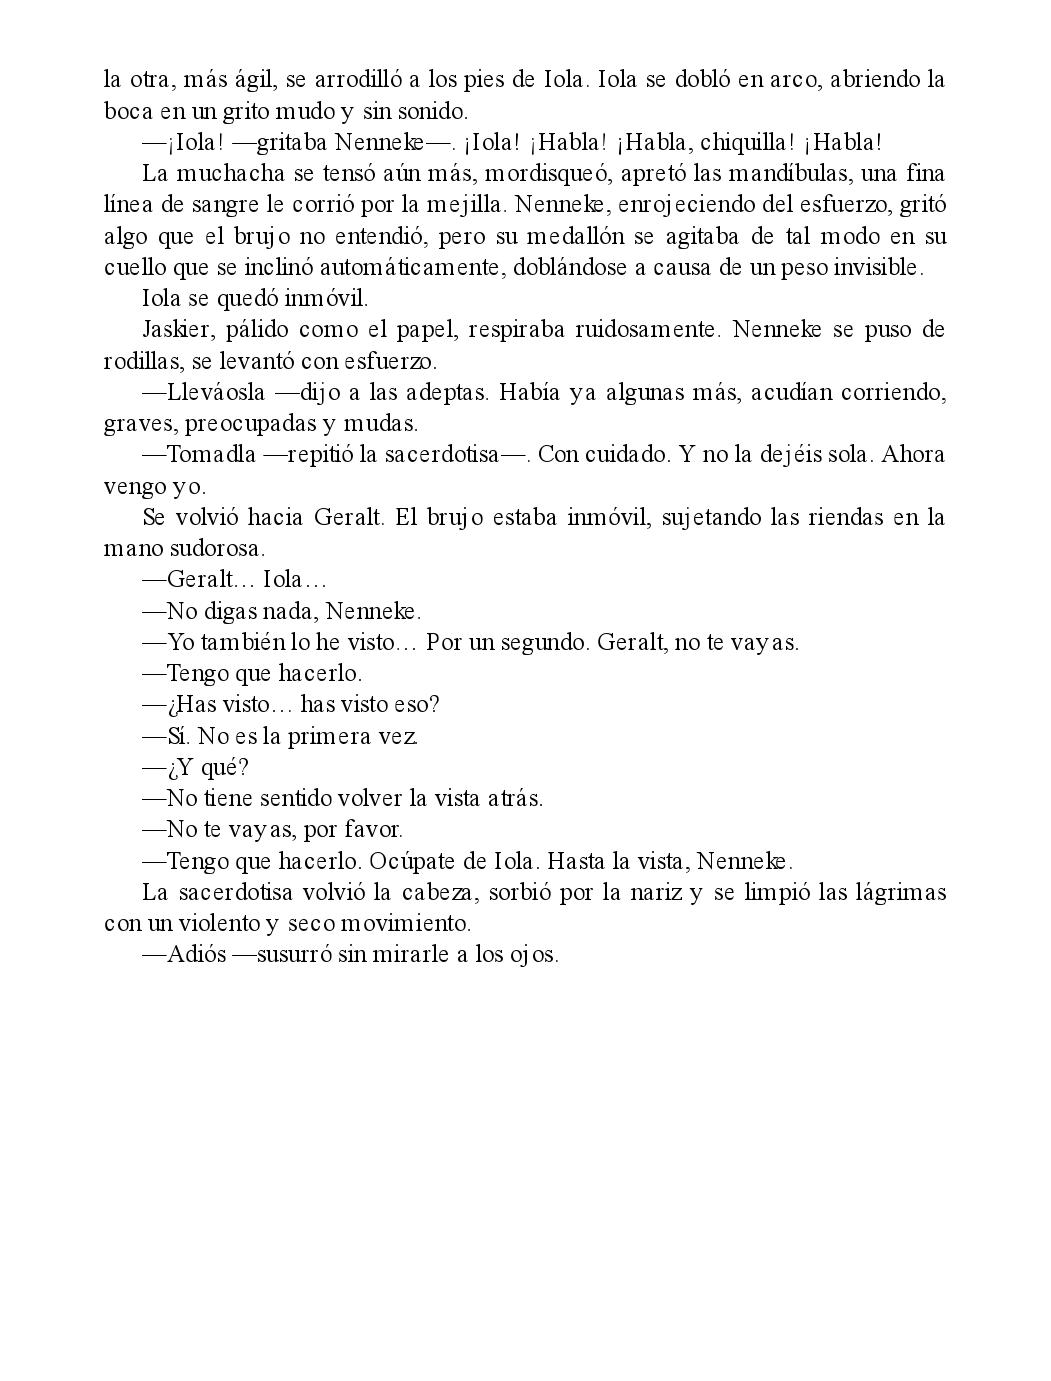 la otra, más ágil, se arrodilló a los pies de Iola. Iola se dobló en arco, abriendo la
boca en un grito mudo y sin sonido.
—¡Iola! —gritaba Nenneke—. ¡Iola! ¡Habla! ¡Habla, chiquilla! ¡Habla!
La muchacha se tensó aún más, mordisqueó, apretó las mandíbulas, una fina
línea de sangre le corrió por la mejilla. Nenneke, enrojeciendo del esfuerzo, gritó
algo que el brujo no entendió, pero su medallón se agitaba de tal modo en su
cuello que se inclinó automáticamente, doblándose a causa de un peso invisible.
Iola se quedó inmóvil.
Jaskier, pálido como el papel, respiraba ruidosamente. Nenneke se puso de
rodillas, se levantó con esfuerzo.
—Lleváosla —dijo a las adeptas. Había ya algunas más, acudían corriendo,
graves, preocupadas y mudas.
—Tomadla —repitió la sacerdotisa—. Con cuidado. Y no la dejéis sola. Ahora
vengo yo.
Se volvió hacia Geralt. El brujo estaba inmóvil, sujetando las riendas en la
mano sudorosa.
—Geralt… Iola…
—No digas nada, Nenneke.
—Yo también lo he visto… Por un segundo. Geralt, no te vayas.
—Tengo que hacerlo.
—¿Has visto… has visto eso?
—Sí. No es la primera vez.
—¿Y qué?
—No tiene sentido volver la vista atrás.
—No te vayas, por favor.
—Tengo que hacerlo. Ocúpate de Iola. Hasta la vista, Nenneke.
La sacerdotisa volvió la cabeza, sorbió por la nariz y se limpió las lágrimas
con un violento y seco movimiento.
—Adiós —susurró sin mirarle a los ojos.